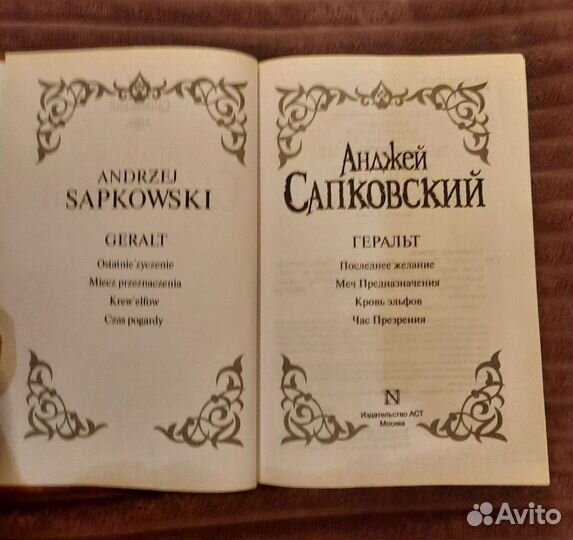 ANDRZEJ
SAPKOWSKI
GERALT
Ostatnie życzenie
Miecz przeznaczenia
Krew elfow
Czas pogardy
Анджей
Сапковский
ГЕРАЛЬТ
Последнее желание
Меч Предназначения
Кровь эльфов
Час Презрения
Издательство АСТ
Москва
Avito